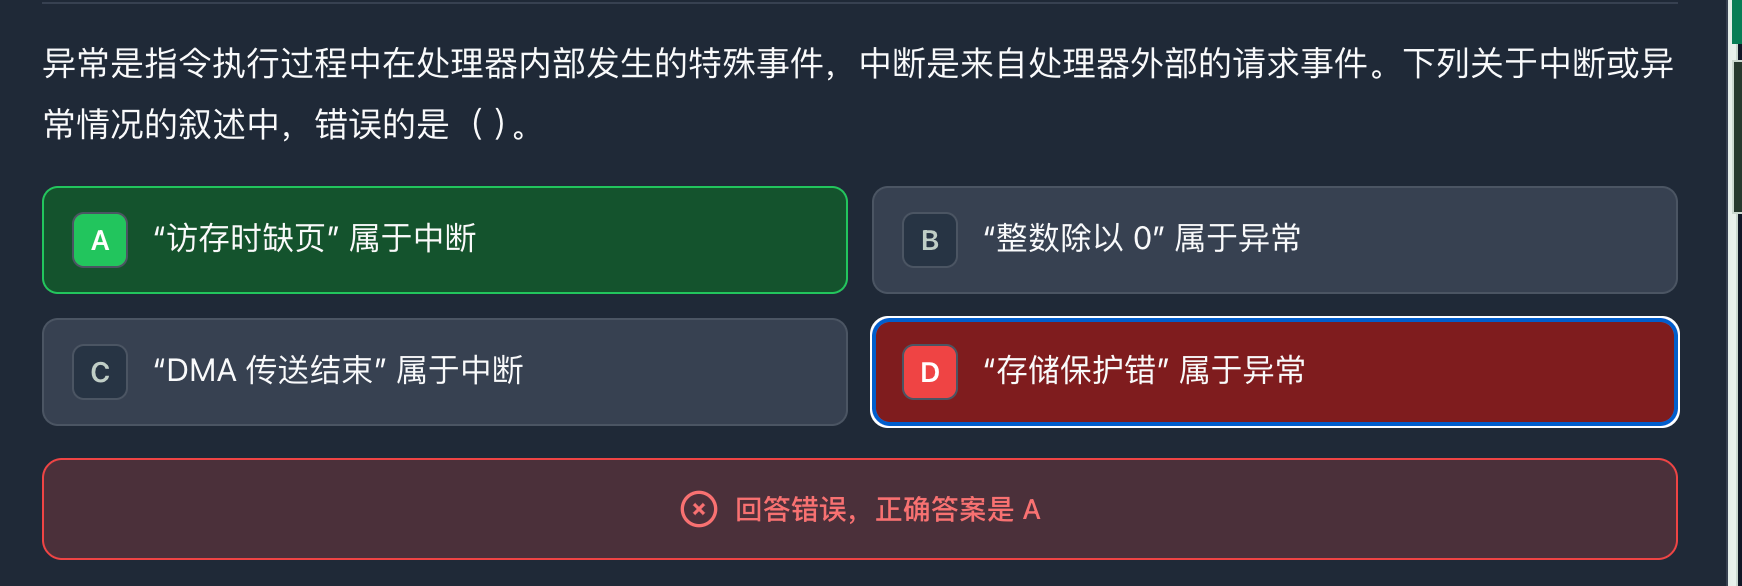 异常是指令执行过程中在处理器内部发生的特殊事件，中断是来自处理器外部的请求事件。下列关于中断或异
常情况的叙述中，错误的是（ ）。
A “访存时缺页” 属于中断
B “整数除以 0” 属于异常
C “DMA 传送结束” 属于中断
D “存储保护错” 属于异常
回答错误，正确答案是 A